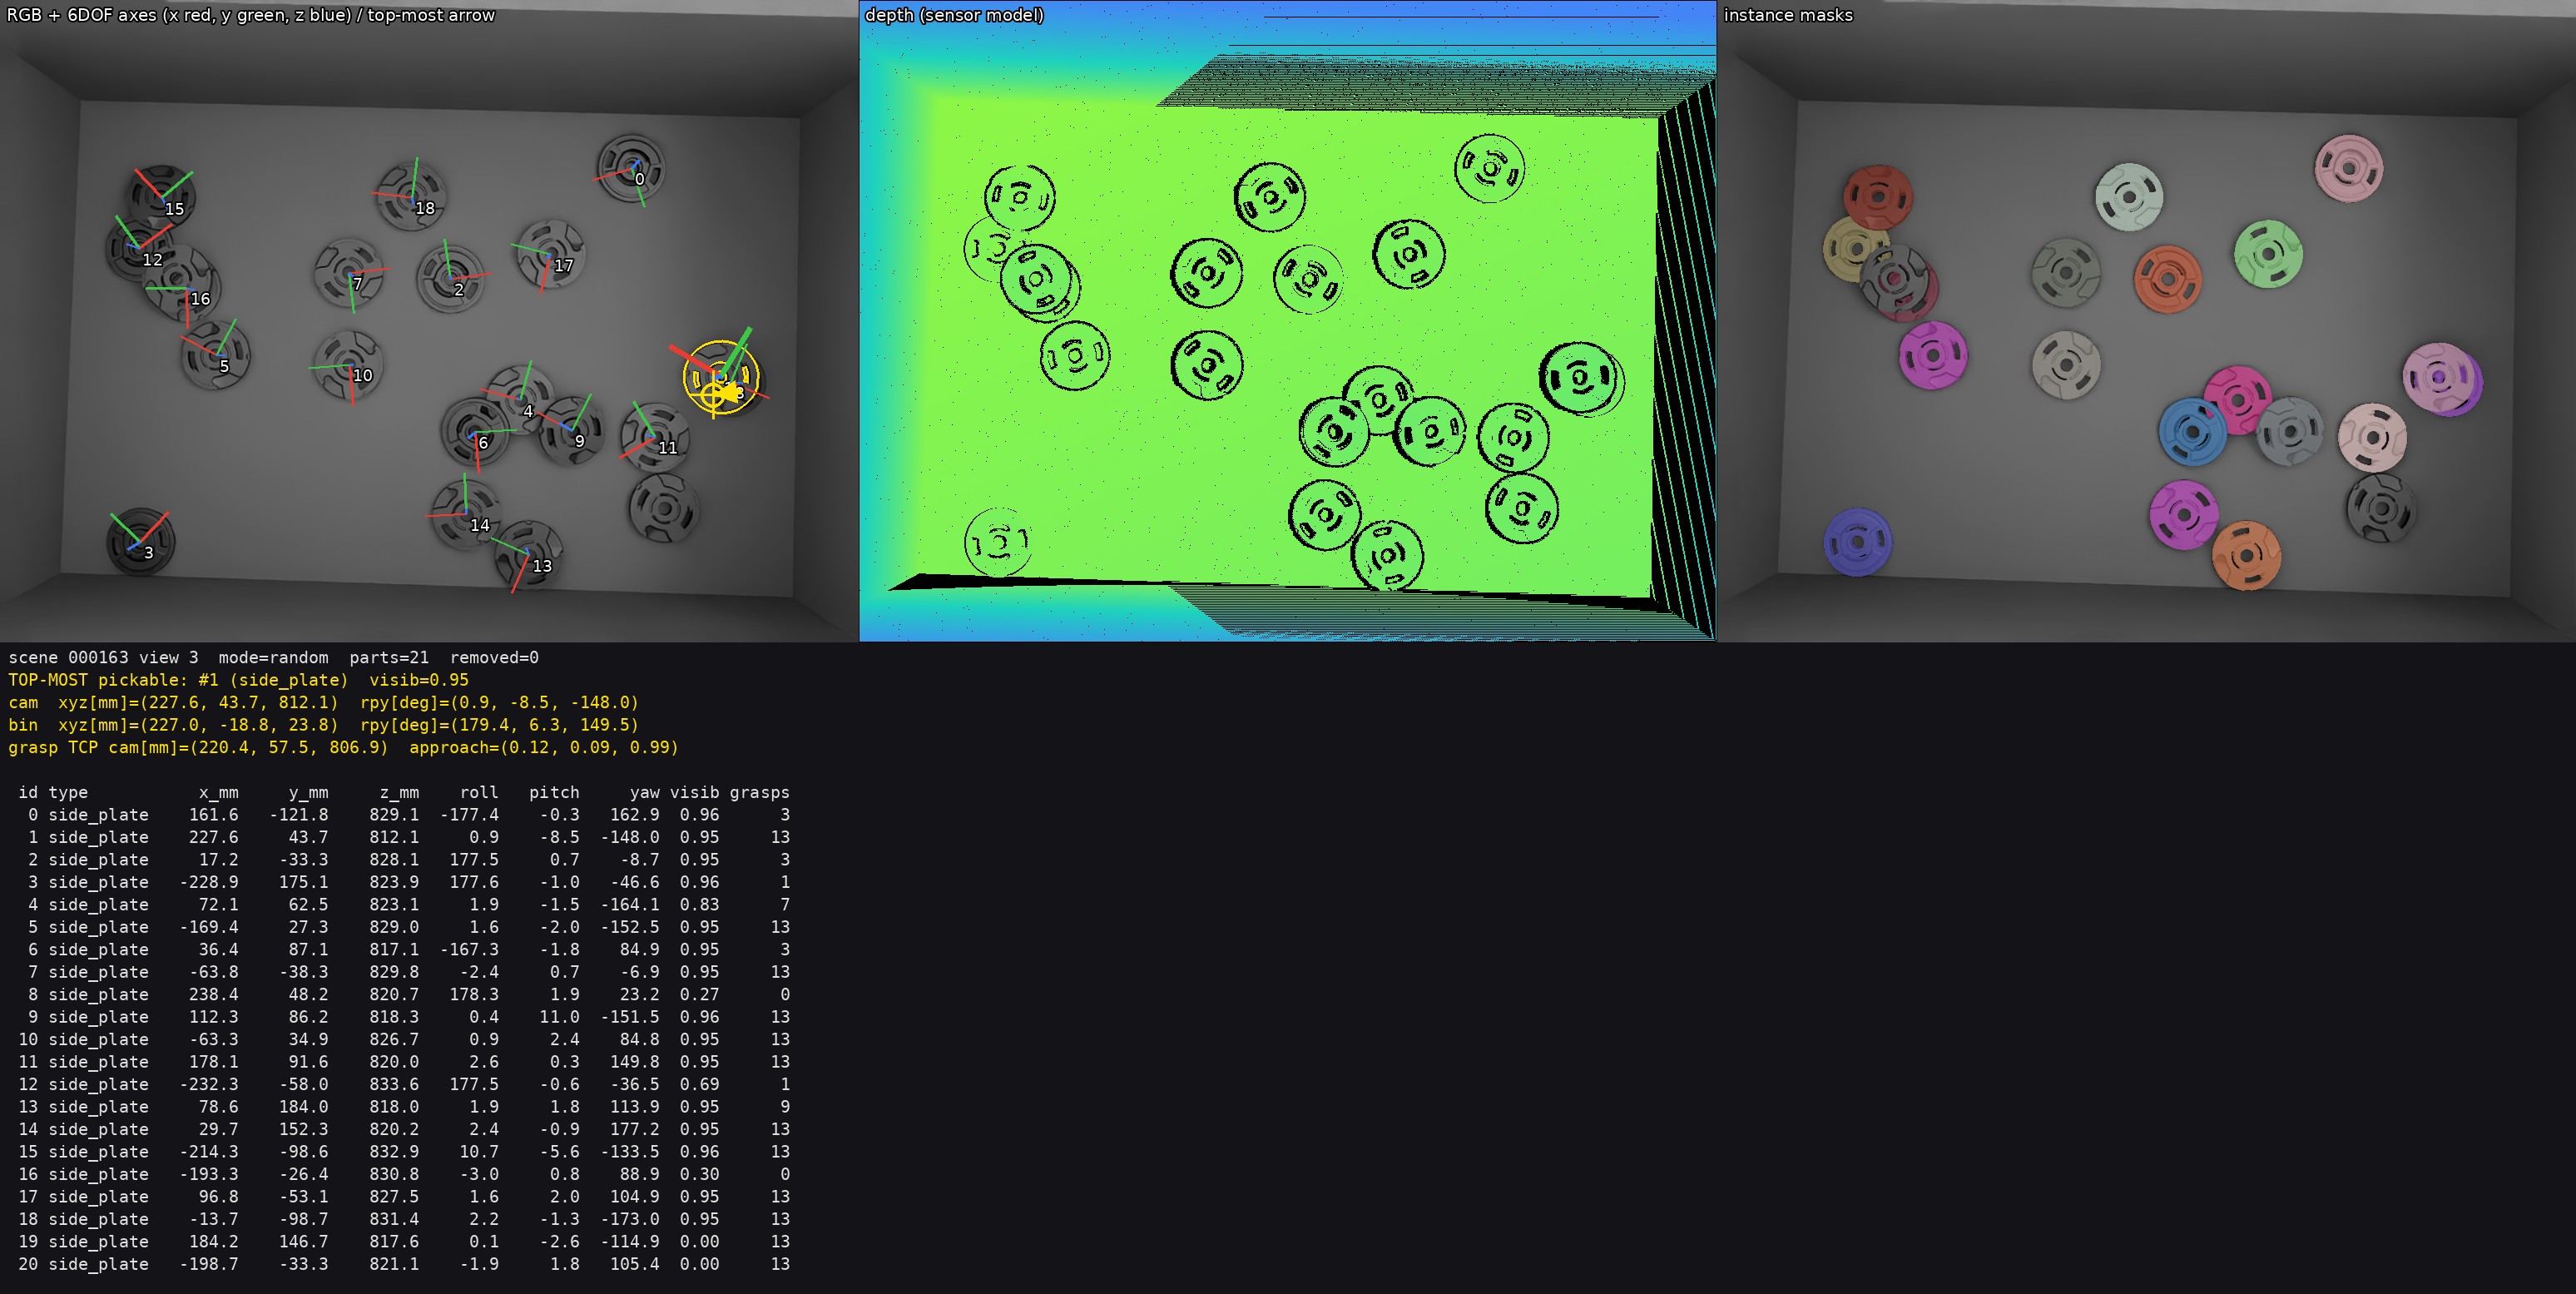 RGB + 6DOF axes (x red, y green, z blue) / top-most arrow
depth (sensor model)
instance masks
0
15
18
12
17
7
2
16
5
10
4
9
6
11
14
13
3
scene 000163 view 3  mode=random  parts=21  removed=0
TOP-MOST pickable: #1 (side_plate)  visib=0.95
cam  xyz[mm]=(227.6, 43.7, 812.1)  rpy[deg]=(0.9, -8.5, -148.0)
bin  xyz[mm]=(227.0, -18.8, 23.8)  rpy[deg]=(179.4, 6.3, 149.5)
grasp TCP cam[mm]=(220.4, 57.5, 806.9)  approach=(0.12, 0.09, 0.99)
id type x_mm y_mm z_mm roll pitch yaw visib grasps
0 side_plate 161.6 -121.8 829.1 -177.4 -0.3 162.9 0.96 3
1 side_plate 227.6 43.7 812.1 0.9 -8.5 -148.0 0.95 13
2 side_plate 17.2 -33.3 828.1 177.5 0.7 -8.7 0.95 3
3 side_plate -228.9 175.1 823.9 177.6 -1.0 -46.6 0.96 1
4 side_plate 72.1 62.5 823.1 1.9 -1.5 -164.1 0.83 7
5 side_plate -169.4 27.3 829.0 1.6 -2.0 -152.5 0.95 13
6 side_plate 36.4 87.1 817.1 -167.3 -1.8 84.9 0.95 3
7 side_plate -63.8 -38.3 829.8 -2.4 0.7 -6.9 0.95 13
8 side_plate 238.4 48.2 820.7 178.3 1.9 23.2 0.27 0
9 side_plate 112.3 86.2 818.3 0.4 11.0 -151.5 0.96 13
10 side_plate -63.3 34.9 826.7 0.9 2.4 84.8 0.95 13
11 side_plate 178.1 91.6 820.0 2.6 0.3 149.8 0.95 13
12 side_plate -232.3 -58.0 833.6 177.5 -0.6 -36.5 0.69 1
13 side_plate 78.6 184.0 818.0 1.9 1.8 113.9 0.95 9
14 side_plate 29.7 152.3 820.2 2.4 -0.9 177.2 0.95 13
15 side_plate -214.3 -98.6 832.9 10.7 -5.6 -133.5 0.96 13
16 side_plate -193.3 -26.4 830.8 -3.0 0.8 88.9 0.30 0
17 side_plate 96.8 -53.1 827.5 1.6 2.0 104.9 0.95 13
18 side_plate -13.7 -98.7 831.4 2.2 -1.3 -173.0 0.95 13
19 side_plate 184.2 146.7 817.6 0.1 -2.6 -114.9 0.00 13
20 side_plate -198.7 -33.3 821.1 -1.9 1.8 105.4 0.00 13